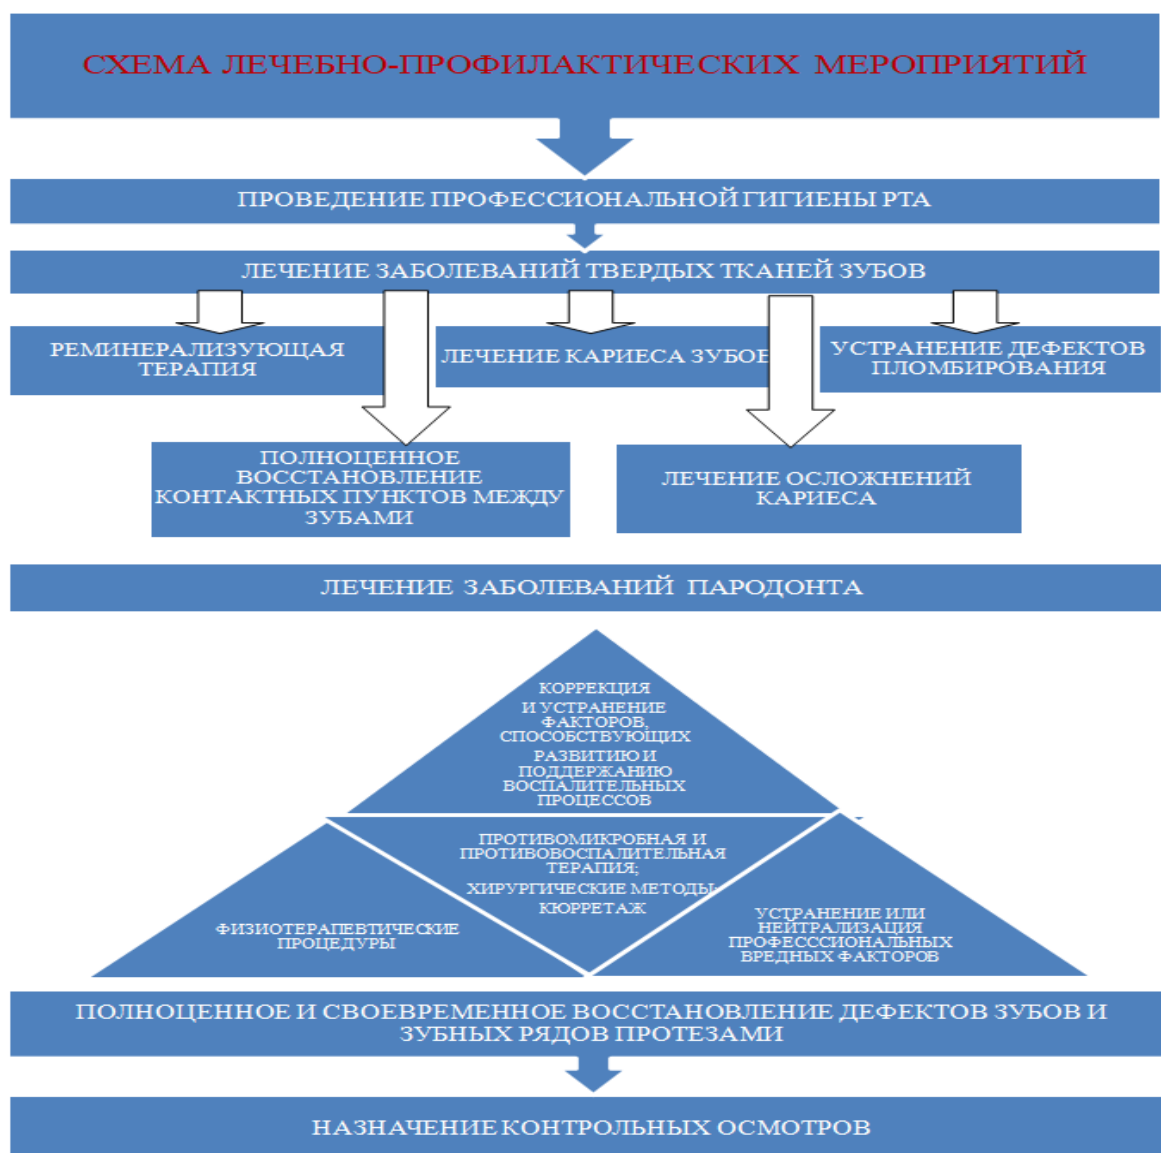 СХЕМА ЛЕЧЕБНО-ПРОФИЛАКТИЧЕСКИХ МЕРОПРИЯТИЙ
ПРОВЕДЕНИЕ ПРОФЕССИОНАЛЬНОЙ ГИГИЕНЫ РТА
ЛЕЧЕНИЕ ЗАБОЛЕВАНИЙ ТВЕРДЫХ ТКАНЕЙ ЗУБОВ
РЕМИНЕРАЛИЗУЮЩАЯ
ТЕРАПИЯ
ЛЕЧЕНИЕ КАРИЕСА ЗУБОВ
УСТРАНЕНИЕ ДЕФЕКТОВ
ПЛОМБИРОВАНИЯ
ПОЛНОЦЕННОЕ
ВОССТАНОВЛЕНИЕ
КОНТАКТНЫХ ПУНКТОВ МЕЖДУ
ЗУБАМИ
ЛЕЧЕНИЕ ОСЛОЖНЕНИЙ
КАРИЕСА
ЛЕЧЕНИЕ ЗАБОЛЕВАНИЙ ПАРОДОНТА
КОРРЕКЦИЯ
И УСТРАНЕНИЕ
ФАКТОРОВ,
СПОСОБСТВУЮЩИХ
РАЗВИТИЮ И
ПОДДЕРЖАНИЮ
ВОСПАЛИТЕЛЬНЫХ
ПРОЦЕССОВ
ПРОТИВОМИКРОБНАЯ И
ПРОТИВОВОСПАЛИТЕЛЬНАЯ
ТЕРАПИЯ;
ХИРУРГИЧЕСКИЕ МЕТОДЫ-
КЮРРЕТАЖ
ФИЗИОТЕРАПЕВТИЧЕСКИЕ
ПРОЦЕДУРЫ
УСТРАНЕНИЕ ИЛИ
НЕЙТРАЛИЗАЦИЯ
ПРОФЕСССИОНАЛЬНЫХ
ВРЕДНЫХ ФАКТОРОВ
ПОЛНОЦЕННОЕ И СВОЕВРЕМЕННОЕ ВОССТАНОВЛЕНИЕ ДЕФЕКТОВ ЗУБОВ И
ЗУБНЫХ РЯДОВ ПРОТЕЗАМИ
НАЗНАЧЕНИЕ КОНТРОЛЬНЫХ ОСМОТРОВ